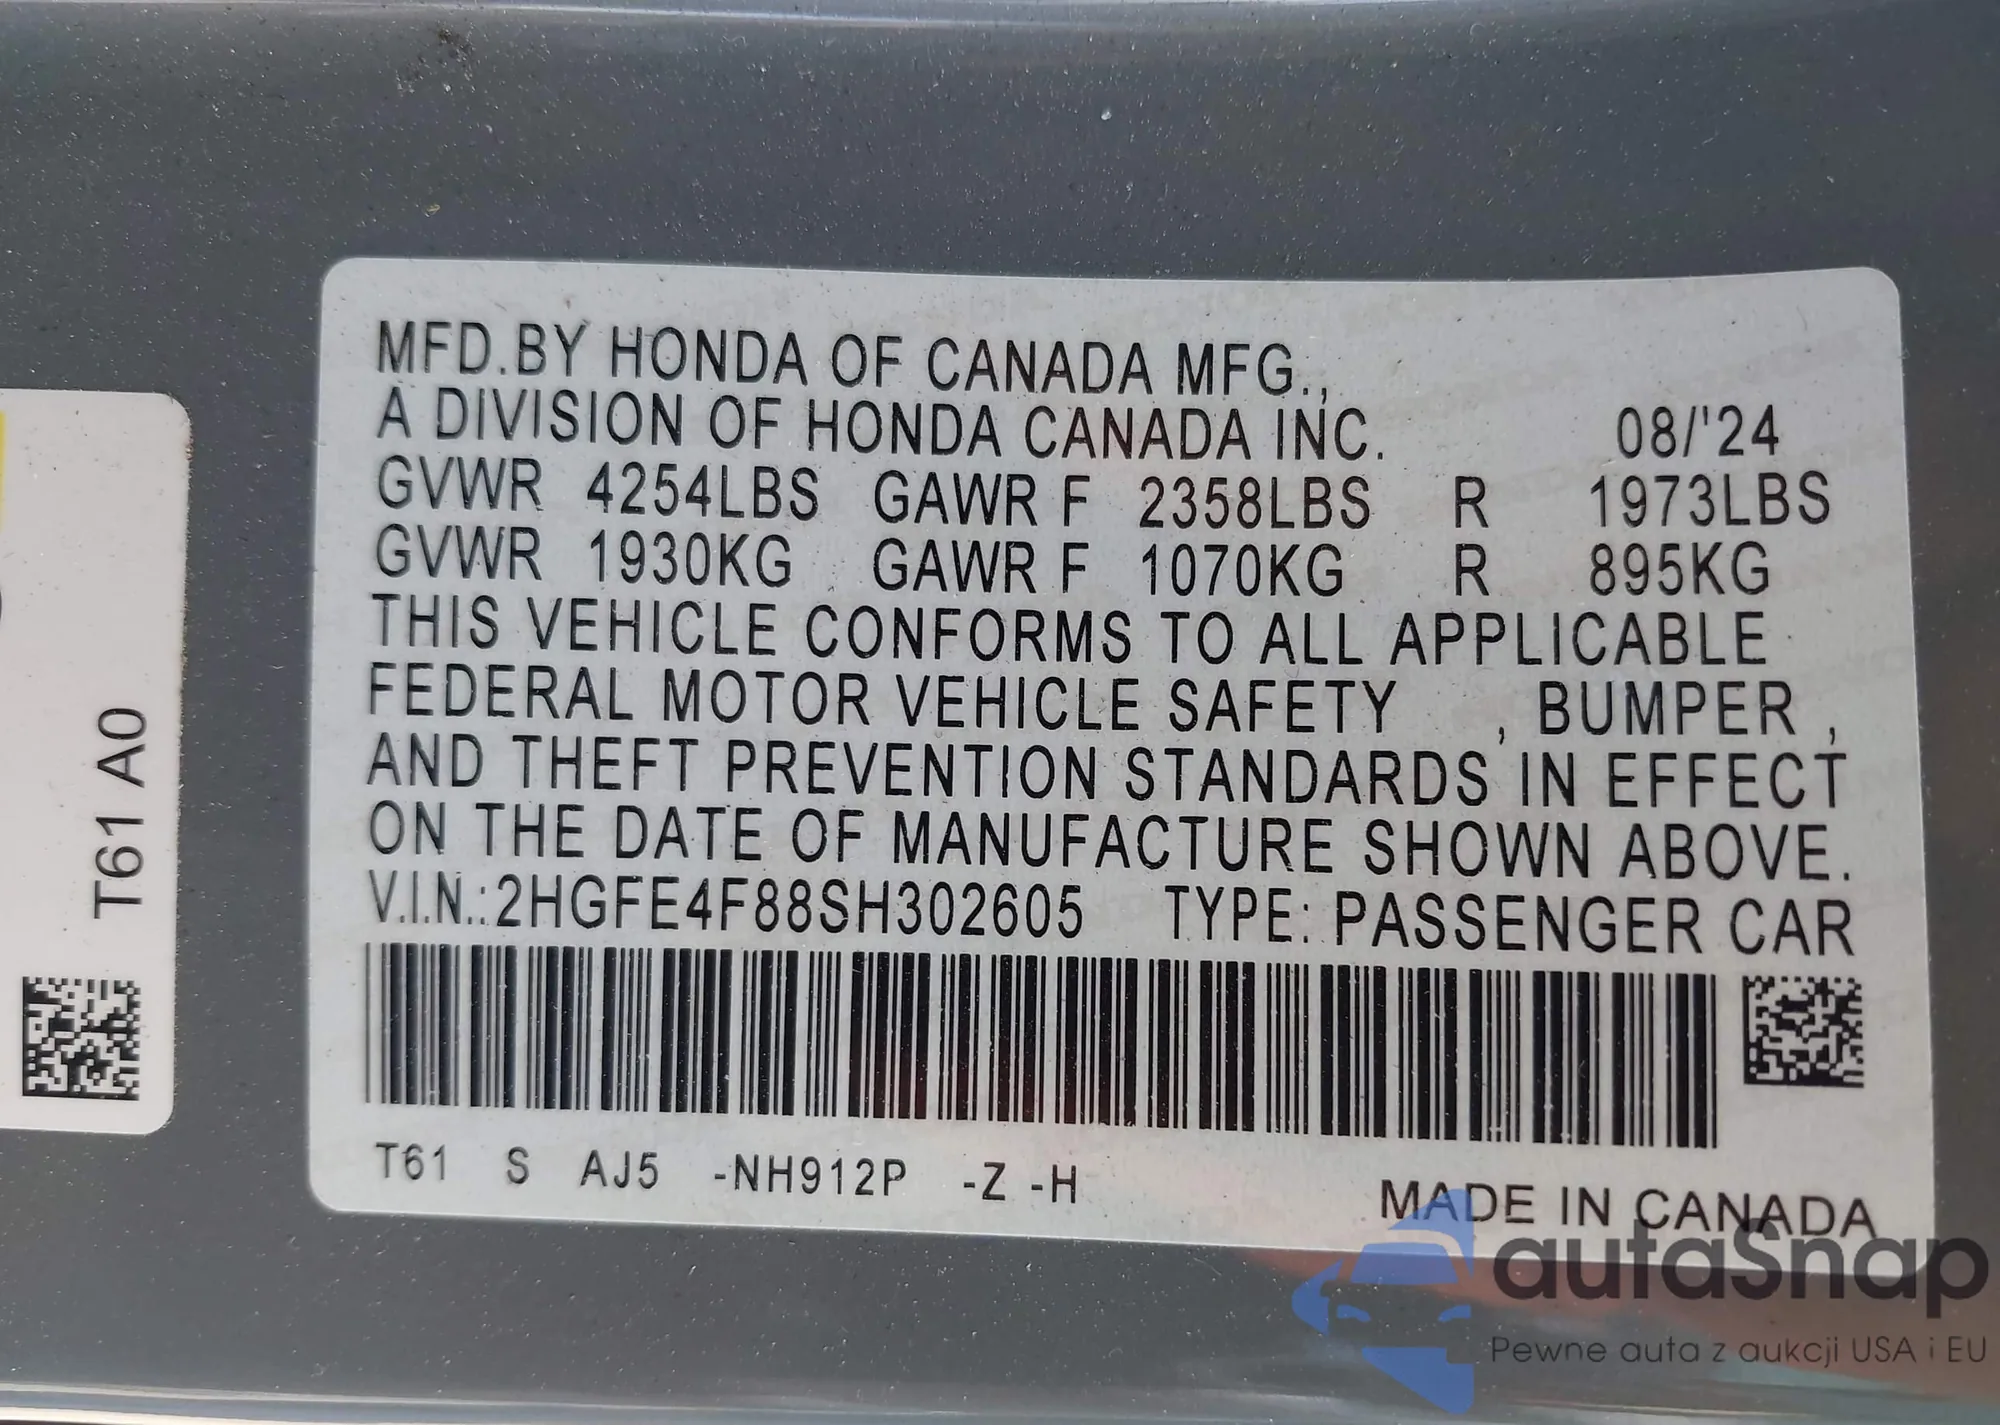 MFD.BY HONDA OF CANADA MFG.,
A DIVISION OF HONDA CANADA INC. 08/'24
GVWR 4254LBS GAWR F 2358LBS R 1973LBS
GVWR 1930KG GAWR F 1070KG R 895KG
THIS VEHICLE CONFORMS TO ALL APPLICABLE
FEDERAL MOTOR VEHICLE SAFETY , BUMPER ,
AND THEFT PREVENTION STANDARDS IN EFFECT
ON THE DATE OF MANUFACTURE SHOWN ABOVE.
V.I.N.:2HGFE4F88SH302605 TYPE: PASSENGER CAR
T61 S AJ5 -NH912P -Z -H
MADE IN CANADA
T61 A0
autaSnap
Pewne auta z aukcji USA i EU